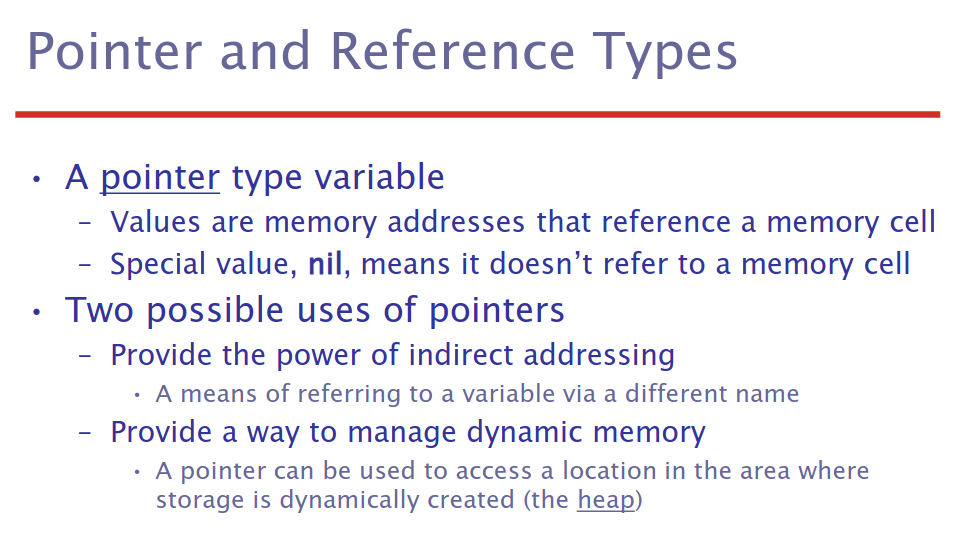 Pointer and Reference Types
• A pointer type variable
– Values are memory addresses that reference a memory cell
– Special value, nil, means it doesn’t refer to a memory cell
• Two possible uses of pointers
– Provide the power of indirect addressing
• A means of referring to a variable via a different name
– Provide a way to manage dynamic memory
• A pointer can be used to access a location in the area where
storage is dynamically created (the heap)